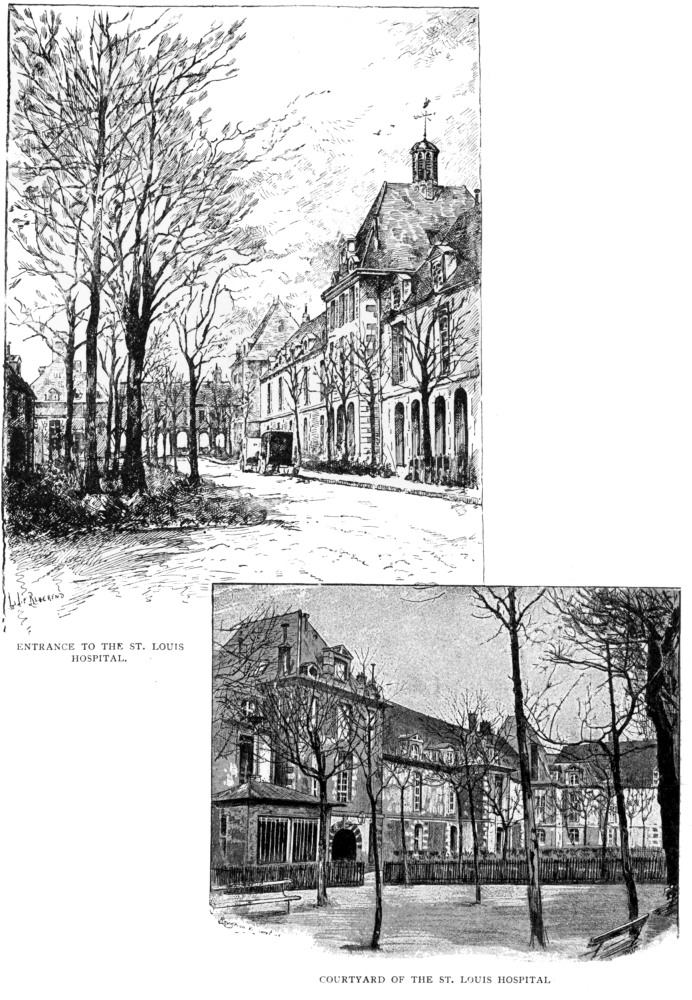 ENTRANCE TO THE ST. LOUIS
HOSPITAL.
COURTYARD OF THE ST. LOUIS HOSPITAL